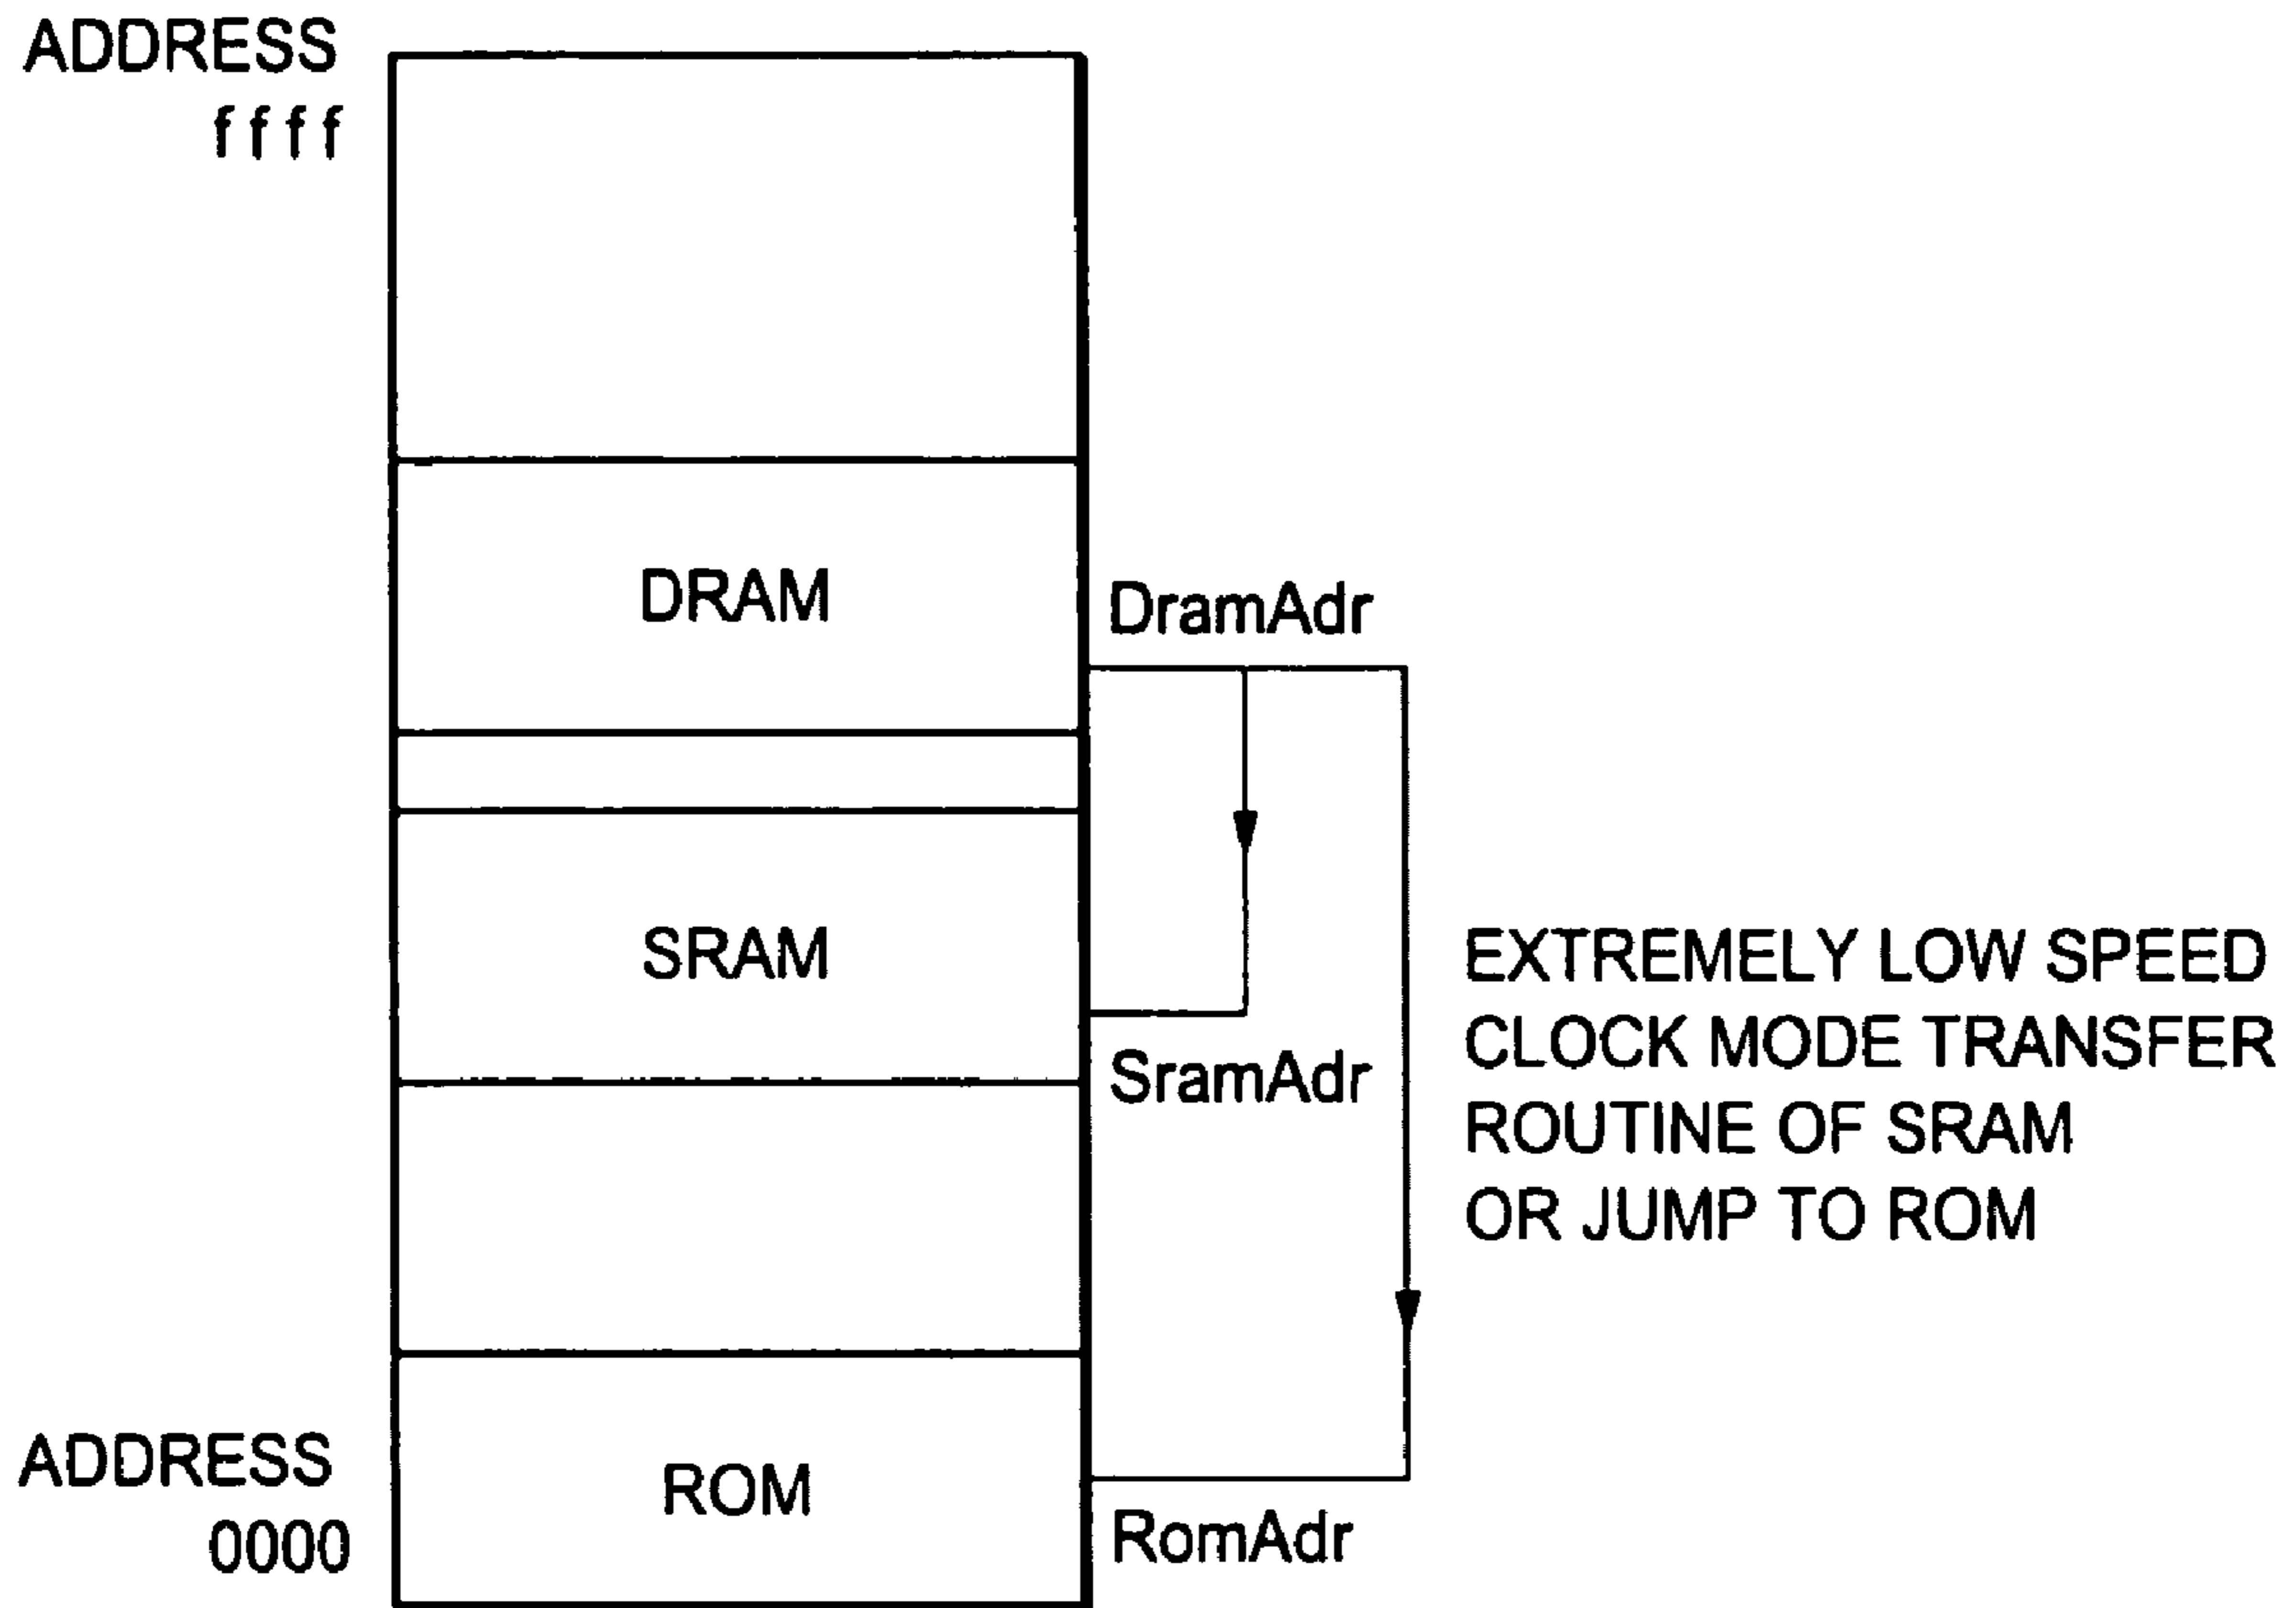 ADDRESS
ffff
DRAM
DramAdr
SRAM
SramAdr
EXTREMELY LOW SPEED
CLOCK MODE TRANSFER
ROUTINE OF SRAM
OR JUMP TO ROM
ADDRESS
0000
ROM
RomAdr